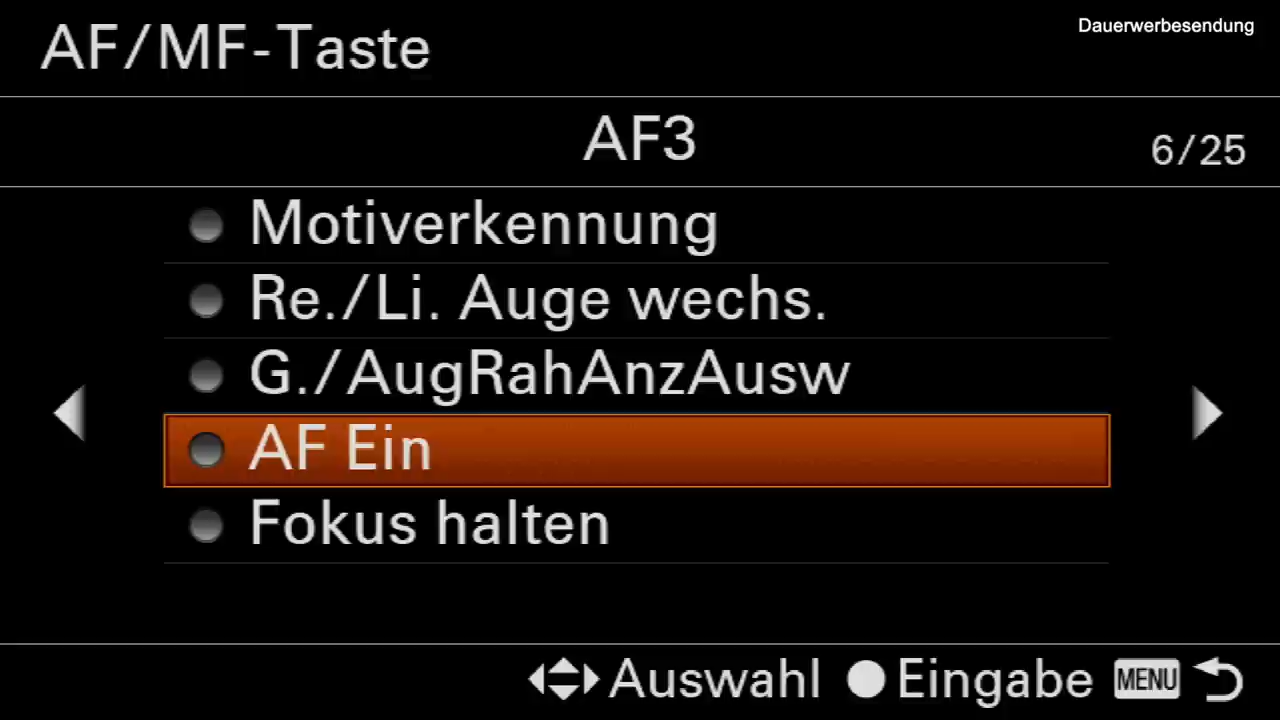 AF/MF-Taste
Dauerwerbesendung
AF3
6/25
Motiverkennung
Re./Li. Auge wechs.
G./AugRahAnzAusw
AF Ein
Fokus halten
Auswahl Eingabe MENU